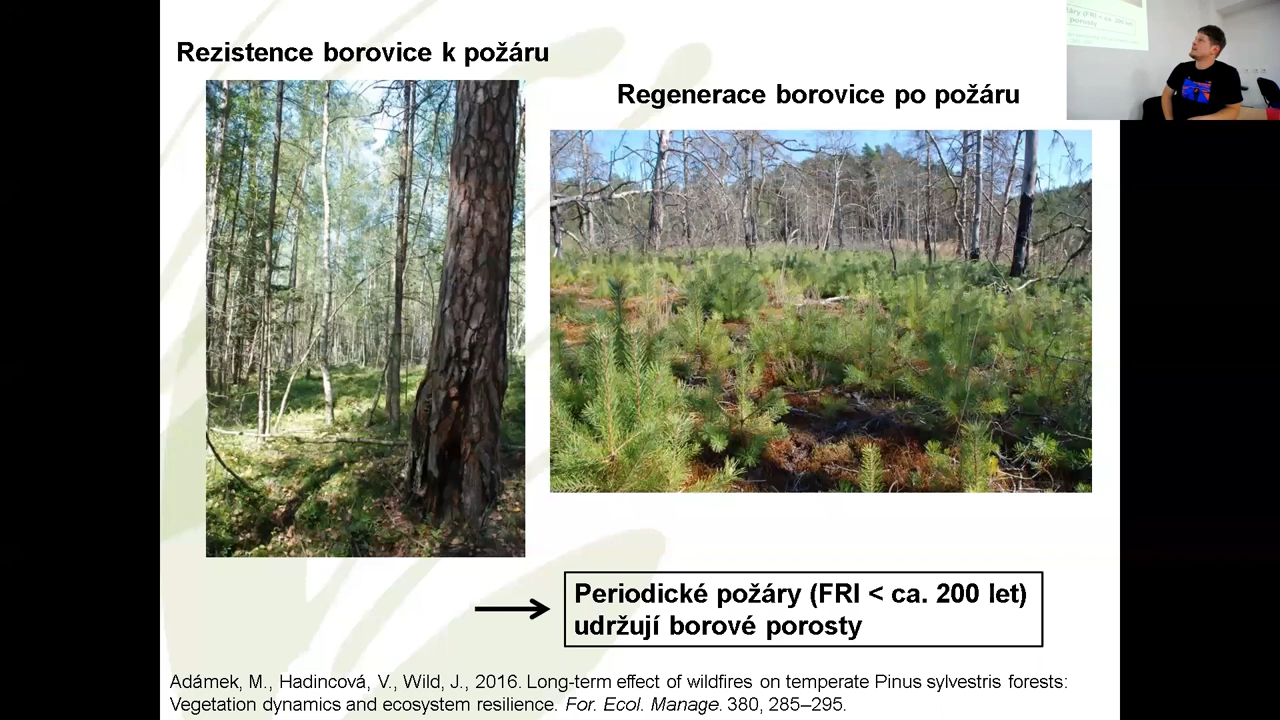 Rezistence borovice k požáru
Regenerace borovice po požáru
Periodické požáry (FRI < ca. 200 let)
udržují borové porosty
Adámek, M., Hadincová, V., Wild, J., 2016. Long-term effect of wildfires on temperate Pinus sylvestris forests:
Vegetation dynamics and ecosystem resilience. For. Ecol. Manage. 380, 285–295.